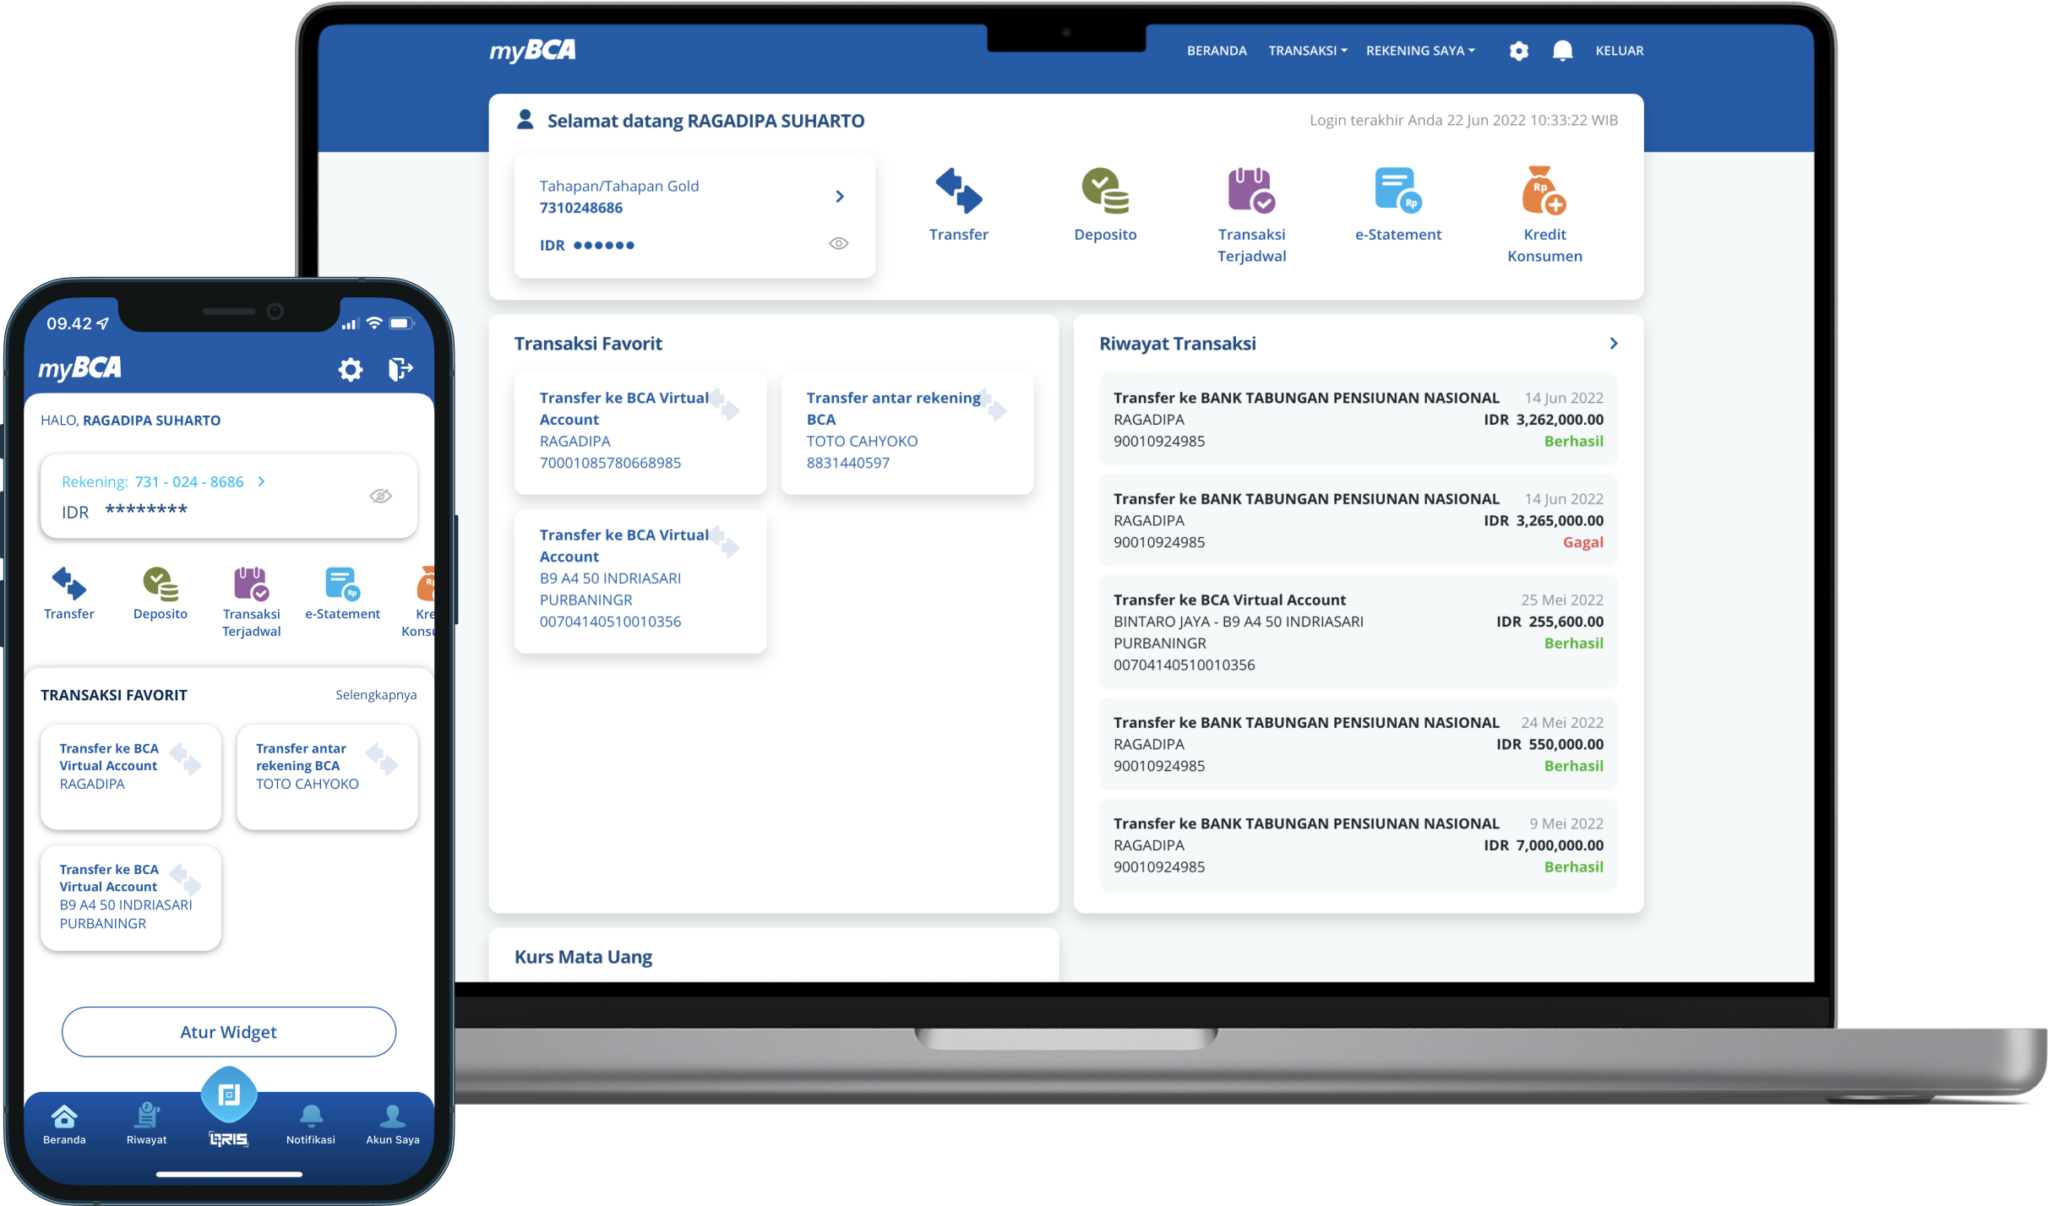 myBCA
BERANDA TRANSAKSI REKENING SAYA KELUAR
Selamat datang RAGADIPA SUHARTO
Login terakhir Anda 22 Jun 2022 10:33:22 WIB
Tahapan/Tahapan Gold
7310248686
IDR ●●●●●●
Transfer
Deposito
Transaksi
Terjadwal
Rp
e-Statement
Rp
Kredit
Konsumen
Transaksi Favorit
Transfer ke BCA Virtual
Account
RAGADIPA
70001085780668985
Transfer antar rekening
BCA
TOTO CAHYOKO
8831440597
Transfer ke BCA Virtual
Account
B9 A4 50 INDRIASARI
PURBANINGR
00704140510010356
Riwayat Transaksi
Transfer ke BANK TABUNGAN PENSIUNAN NASIONAL 14 Jun 2022
RAGADIPA IDR 3,262,000.00
90010924985 Berhasil
Transfer ke BANK TABUNGAN PENSIUNAN NASIONAL 14 Jun 2022
RAGADIPA IDR 3,265,000.00
90010924985 Gagal
Transfer ke BCA Virtual Account 25 Mei 2022
BINTARO JAYA - B9 A4 50 INDRIASARI IDR 255,600.00
PURBANINGR Berhasil
00704140510010356
Transfer ke BANK TABUNGAN PENSIUNAN NASIONAL 24 Mei 2022
RAGADIPA IDR 550,000.00
90010924985 Berhasil
Transfer ke BANK TABUNGAN PENSIUNAN NASIONAL 9 Mei 2022
RAGADIPA IDR 7,000,000.00
90010924985 Berhasil
Kurs Mata Uang
09.42
myBCA
HALO, RAGADIPA SUHARTO
Rekening: 731 - 024 - 8686
IDR ********
Transfer
Deposito
Transaksi
Terjadwal
Rp
e-Statement
Kre
Konsu
TRANSAKSI FAVORIT Selengkapnya
Transfer ke BCA
Virtual Account
RAGADIPA
Transfer antar
rekening BCA
TOTO CAHYOKO
Transfer ke BCA
Virtual Account
B9 A4 50 INDRIASARI
PURBANINGR
Atur Widget
Beranda Riwayat QRIS Notifikasi Akun Saya